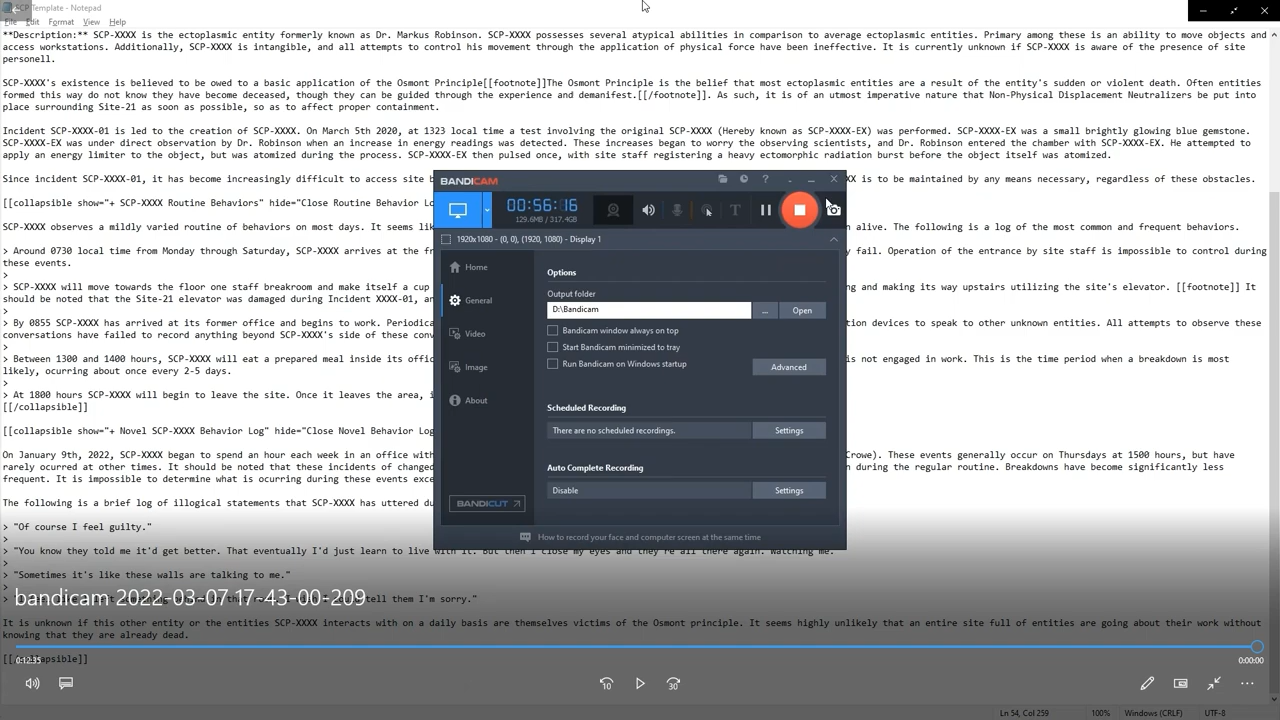 SCP Template - Notepad
File Edit Format View Help
**Description:** SCP-XXXX is the ectoplasmic entity formerly known as Dr. Markus Robinson. SCP-XXXX possesses several atypical abilities in comparison to average ectoplasmic entities. Primary among these is an ability to move objects and
access workstations. Additionally, SCP-XXXX is intangible, and all attempts to control his movement through the application of physical force have been ineffective. It is currently unknown if SCP-XXXX is aware of the presence of site
personell.
SCP-XXXX's existence is believed to be owed to a basic application of the Osmont Principle[[footnote]]The Osmont Principle is the belief that most ectoplasmic entities are a result of the entity's sudden or violent death. Often entities
formed this way do not know they have become deceased, though they can be guided through the experience and demanifest.[[/footnote]]. As such, it is of an utmost imperative nature that Non-Physical Displacement Neutralizers be put into
place surrounding Site-21 as soon as possible, so as to affect proper containment.
Incident SCP-XXXX-01 is led to the creation of SCP-XXXX. On March 5th 2020, at 1323 local time a test involving the original SCP-XXXX (Hereby known as SCP-XXXX-EX) was performed. SCP-XXXX-EX was a small brightly glowing blue gemstone.
SCP-XXXX-EX was under direct observation by Dr. Robinson when an increase in energy readings was detected. These increases began to worry the observing scientists, and Dr. Robinson entered the chamber with SCP-XXXX-EX. He attempted to
apply an energy limiter to the object, but was atomized during the process. SCP-XXXX-EX then pulsed once, with site staff registering a heavy ectomorphic radiation burst before the object itself was atomized.
Since incident SCP-XXXX-01, it has become increasingly difficult to access site XX is to be maintained by any means necessary, regardless of these obstacles.
[[collapsible show="+ SCP-XXXX Routine Behaviors" hide="Close Routine Behavior
SCP-XXXX observes a mildly varied routine of behaviors on most days. It seems alive. The following is a log of the most common and frequent behaviors.
> Around 0730 local time from Monday through Saturday, SCP-XXXX arrives at the fail. Operation of the entrance by site staff is impossible to control during
these events.
>
> SCP-XXXX will move towards the floor one staff breakroom and make itself a cup and making its way upstairs utilizing the site's elevator. [[footnote]] It
should be noted that the Site-21 elevator was damaged during Incident XXXX-01,
>
> By 0855 SCP-XXXX has arrived at its former office and begins to work. devices to speak to other unknown entities. All attempts to observe these
conversations have failed to record anything beyond SCP-XXXX's side of these
>
> Between 1300 and 1400 hours, SCP-XXXX will eat a prepared meal inside its is not engaged in work. This is the time period when a breakdown is most
likely, ocurring about once every 2-5 days.
>
> At 1800 hours SCP-XXXX will begin to leave the site. Once it leaves the area,
[[/collapsible]]
[[collapsible show="+ Novel SCP-XXXX Behavior Log" hide="Close Novel Behavior
On January 9th, 2022, SCP-XXXX began to spend an hour each week in an office Crowe). These events generally occur on Thursdays at 1500 hours, but have
rarely ocurred at other times. It should be noted that these incidents of during the regular routine. Breakdowns have become significantly less
frequent. It is impossible to determine what is ocurring during these events
The following is a brief log of illogical statements that SCP-XXXX has uttered
> "Of course I feel guilty."
>
> "You know they told me it'd get better. That eventually I'd just learn to live with it. But then I close my eyes and they're all there again. Watching me."
>
> "Sometimes it's like these walls are talking to me."
>
tell them I'm sorry."
It is unknown if this other entity or the entities SCP-XXXX interacts with on a daily basis are themselves victims of the Osmont principle. It seems highly unlikely that an entire site full of entities are going about their work without
knowing that they are already dead.
[[/collapsible]]
BANDICAM
00:56:16
129.6MB / 317.4GB
1920x1080 - (0, 0), (1920, 1080) - Display 1
Home
General
Video
Image
About
BANDICUT
Options
Output folder
D:\Bandicam
...
Open
Bandicam window always on top
Start Bandicam minimized to tray
Run Bandicam on Windows startup
Advanced
Scheduled Recording
There are no scheduled recordings.
Settings
Auto Complete Recording
Disable
Settings
How to record your face and computer screen at the same time
bandicam 2022-03-07 17-43-00-209
0:00:00
10
30
Ln 54, Col 259
100%
Windows (CRLF)
UTF-8